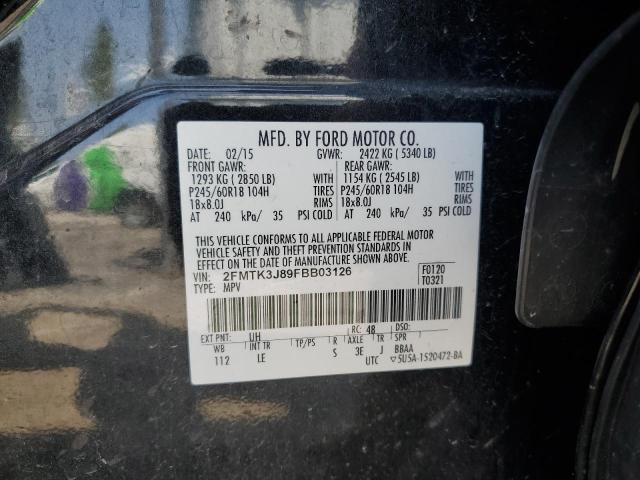 MFD. BY FORD MOTOR CO.
DATE: 02/15 GVWR: 2422 KG ( 5340 LB)
FRONT GAWR: REAR GAWR:
1293 KG ( 2850 LB) 1154 KG ( 2545 LB)
P245/60R18 104H TIRES P245/60R18 104H TIRES
18x8.0J RIMS 18x8.0J RIMS
AT 240 kPa/ 35 PSI COLD AT 240 kPa/ 35 PSI COLD
THIS VEHICLE CONFORMS TO ALL APPLICABLE FEDERAL MOTOR
VEHICLE SAFETY AND THEFT PREVENTION STANDARDS IN
EFFECT ON THE DATE OF MANUFACTURE SHOWN ABOVE.
VIN: 2FMTK3J89FBB03126 F0120
TYPE: MPV T0321
EXT PNT: UH RC: 48 DSO:
WB INT TR TP/PS R AXLE TR SPR
112 LE S 3E J BBAA
UTC ▽5U5A-1520472-BA